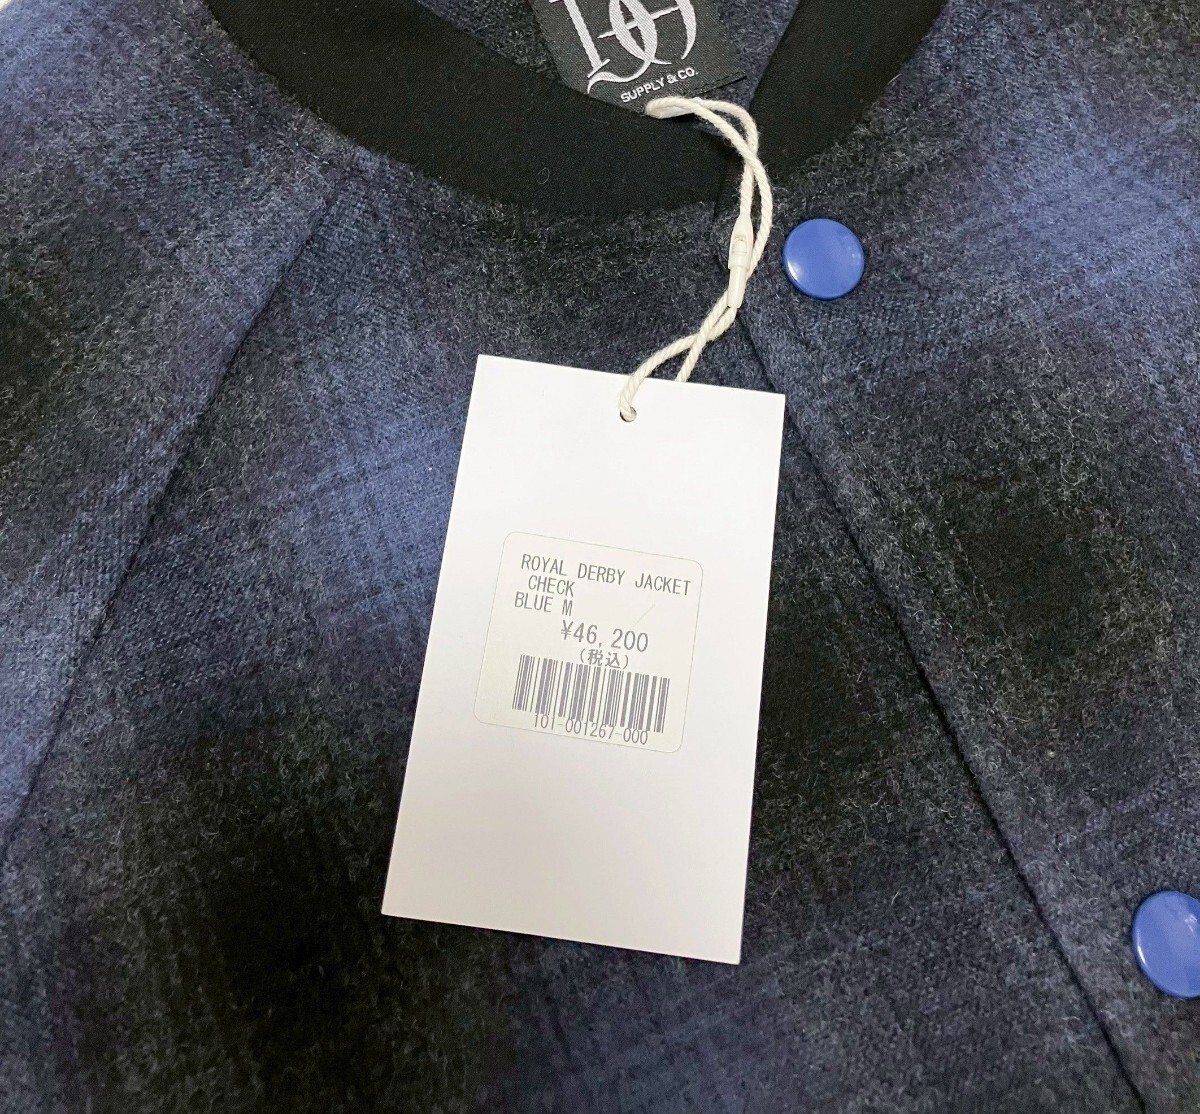 SUPPLY & CO.
ROYAL DERBY JACKET
CHECK
BLUE M
¥46,200
(税込)
101-001267-000